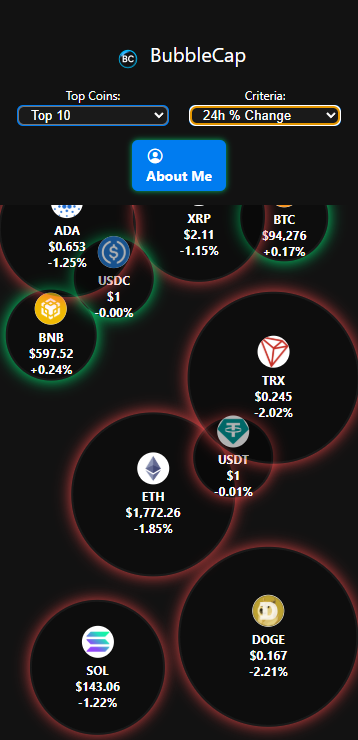 BC BubbleCap
Top Coins:
Criteria:
Top 10
24h % Change
About Me
ADA
$0.653
-1.25%
XRP
$2.11
-1.15%
BTC
$94,276
+0.17%
USDC
$1
-0.00%
BNB
$597.52
+0.24%
TRX
$0.245
-2.02%
USDT
$1
-0.01%
ETH
$1,772.26
-1.85%
DOGE
$0.167
-2.21%
SOL
$143.06
-1.22%